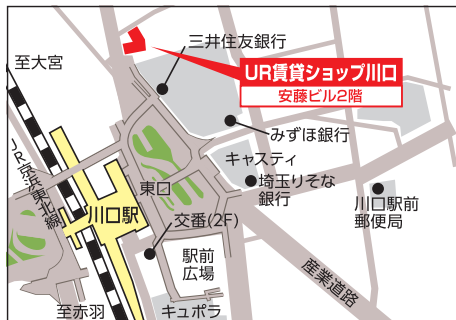 三井住友銀行
至大宮
UR賃貸ショップ川口
安藤ビル2階
みずほ銀行
JR京浜東北線
キャスティ
東口
埼玉りそな
銀行
川口駅
交番(2F)
川口駅前
郵便局
駅前
広場
産業道路
至赤羽
キュポラ